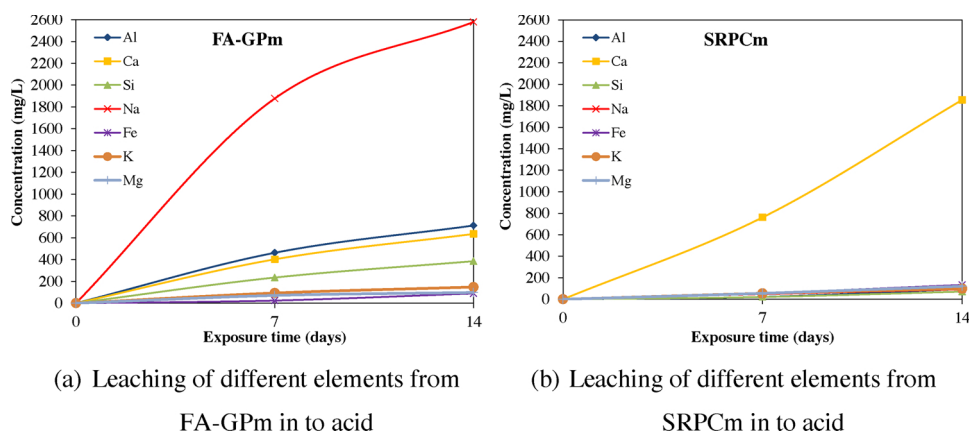 2600
2400
2200
2000
1800
1600
1400
1200
1000
800
600
400
200
0
Concentration (mg/L)
FA-GPm
Al
Ca
Si
Na
Fe
K
Mg
0 7 14
Exposure time (days)
(a) Leaching of different elements from
FA-GPm in to acid
2600
2400
2200
2000
1800
1600
1400
1200
1000
800
600
400
200
0
Concentration (mg/L)
SRPCm
Al
Ca
Si
Na
Fe
K
Mg
0 7 14
Exposure time (days)
(b) Leaching of different elements from
SRPCm in to acid